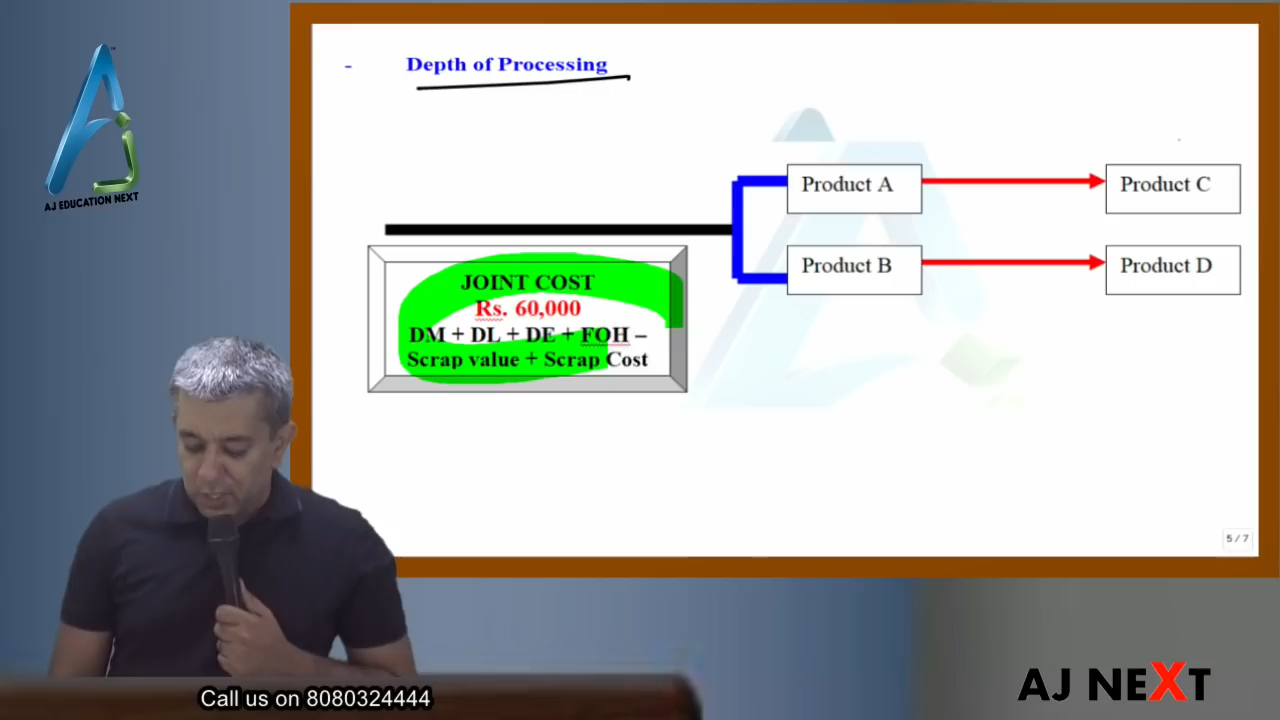 - Depth of Processing
Product A
Product C
JOINT COST
Rs. 60,000
DM + DL + DE + FOH –
Scrap value + Scrap Cost
Product B
Product D
AJ EDUCATION NEXT
5 / 7
AJ NEXT
Call us on 8080324444